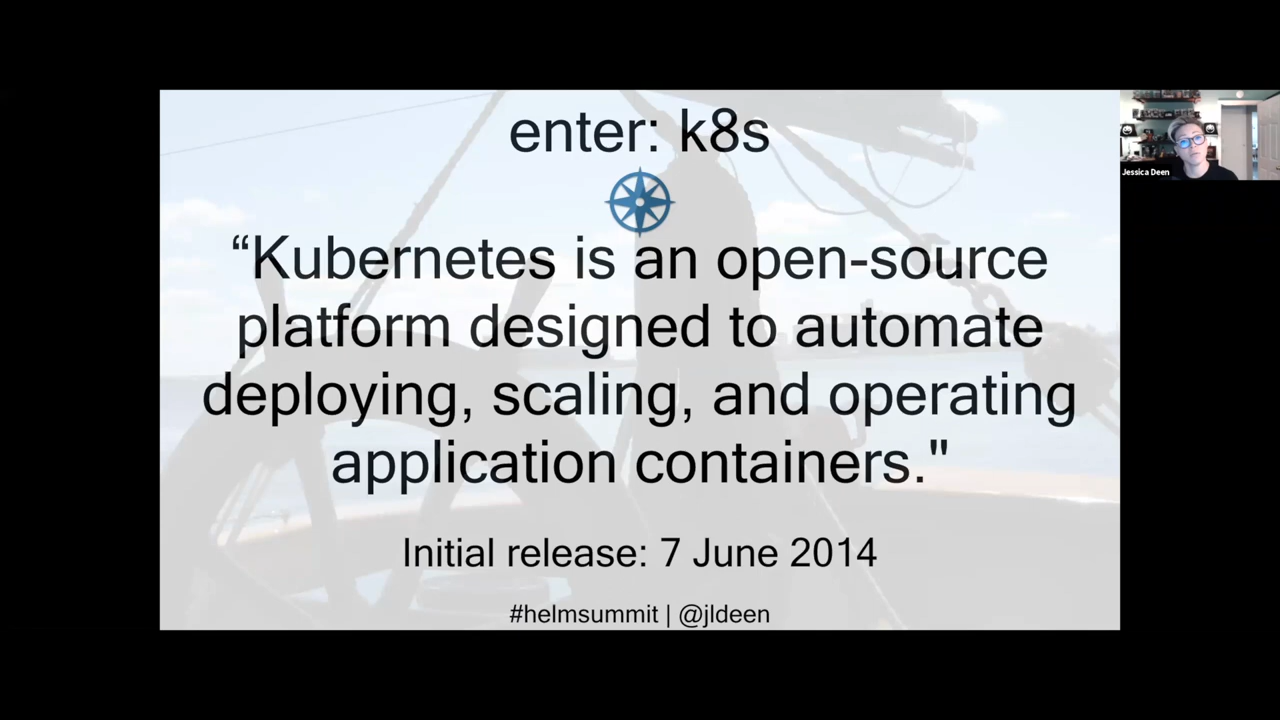 enter: k8s
“Kubernetes is an open-source
platform designed to automate
deploying, scaling, and operating
application containers."
Initial release: 7 June 2014
#helmsummit | @jldeen
Jessica Deen